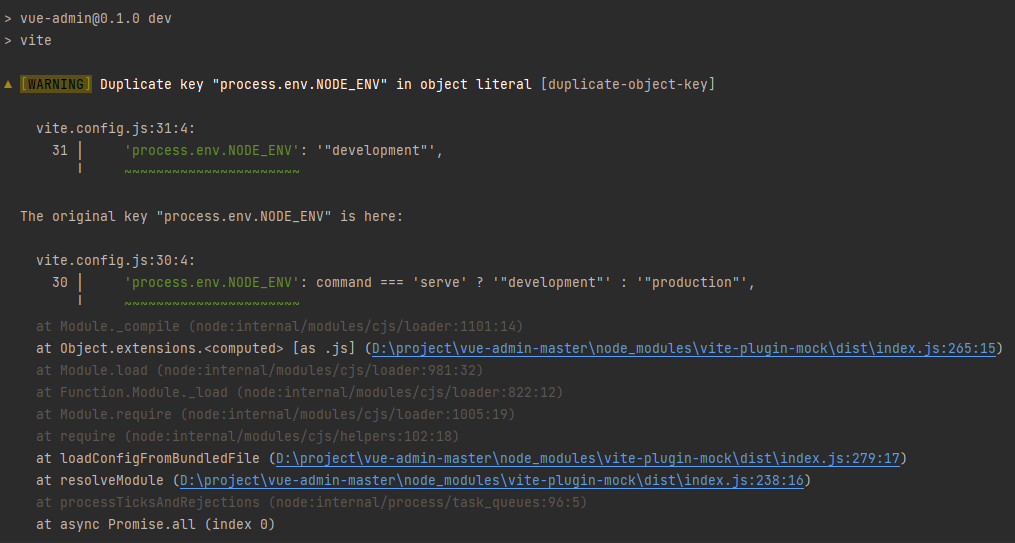 > vue-admin@0.1.0 dev
> vite
▲ [WARNING] Duplicate key "process.env.NODE_ENV" in object literal [duplicate-object-key]
vite.config.js:31:4:
31 │ 'process.env.NODE_ENV': '"development"',
╵ ~~~~~~~~~~~~~~~~~~~~~~
The original key "process.env.NODE_ENV" is here:
vite.config.js:30:4:
30 │ 'process.env.NODE_ENV': command === 'serve' ? '"development"' : '"production"',
╵ ~~~~~~~~~~~~~~~~~~~~~~
at Module._compile (node:internal/modules/cjs/loader:1101:14)
at Object.extensions.<computed> [as .js] (D:\project\vue-admin-master\node_modules\vite-plugin-mock\dist\index.js:265:15)
at Module.load (node:internal/modules/cjs/loader:981:32)
at Function.Module._load (node:internal/modules/cjs/loader:822:12)
at Module.require (node:internal/modules/cjs/loader:1005:19)
at require (node:internal/modules/cjs/helpers:102:18)
at loadConfigFromBundledFile (D:\project\vue-admin-master\node_modules\vite-plugin-mock\dist\index.js:279:17)
at resolveModule (D:\project\vue-admin-master\node_modules\vite-plugin-mock\dist\index.js:238:16)
at processTicksAndRejections (node:internal/process/task_queues:96:5)
at async Promise.all (index 0)